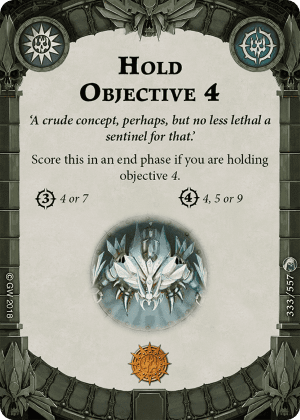 HOLD
OBJECTIVE 4
‘A crude concept, perhaps, but no less lethal a
sentinel for that.’
Score this in an end phase if you are holding
objective 4.
3 4 or 7
4 4, 5 or 9
© GW 2018
333/557